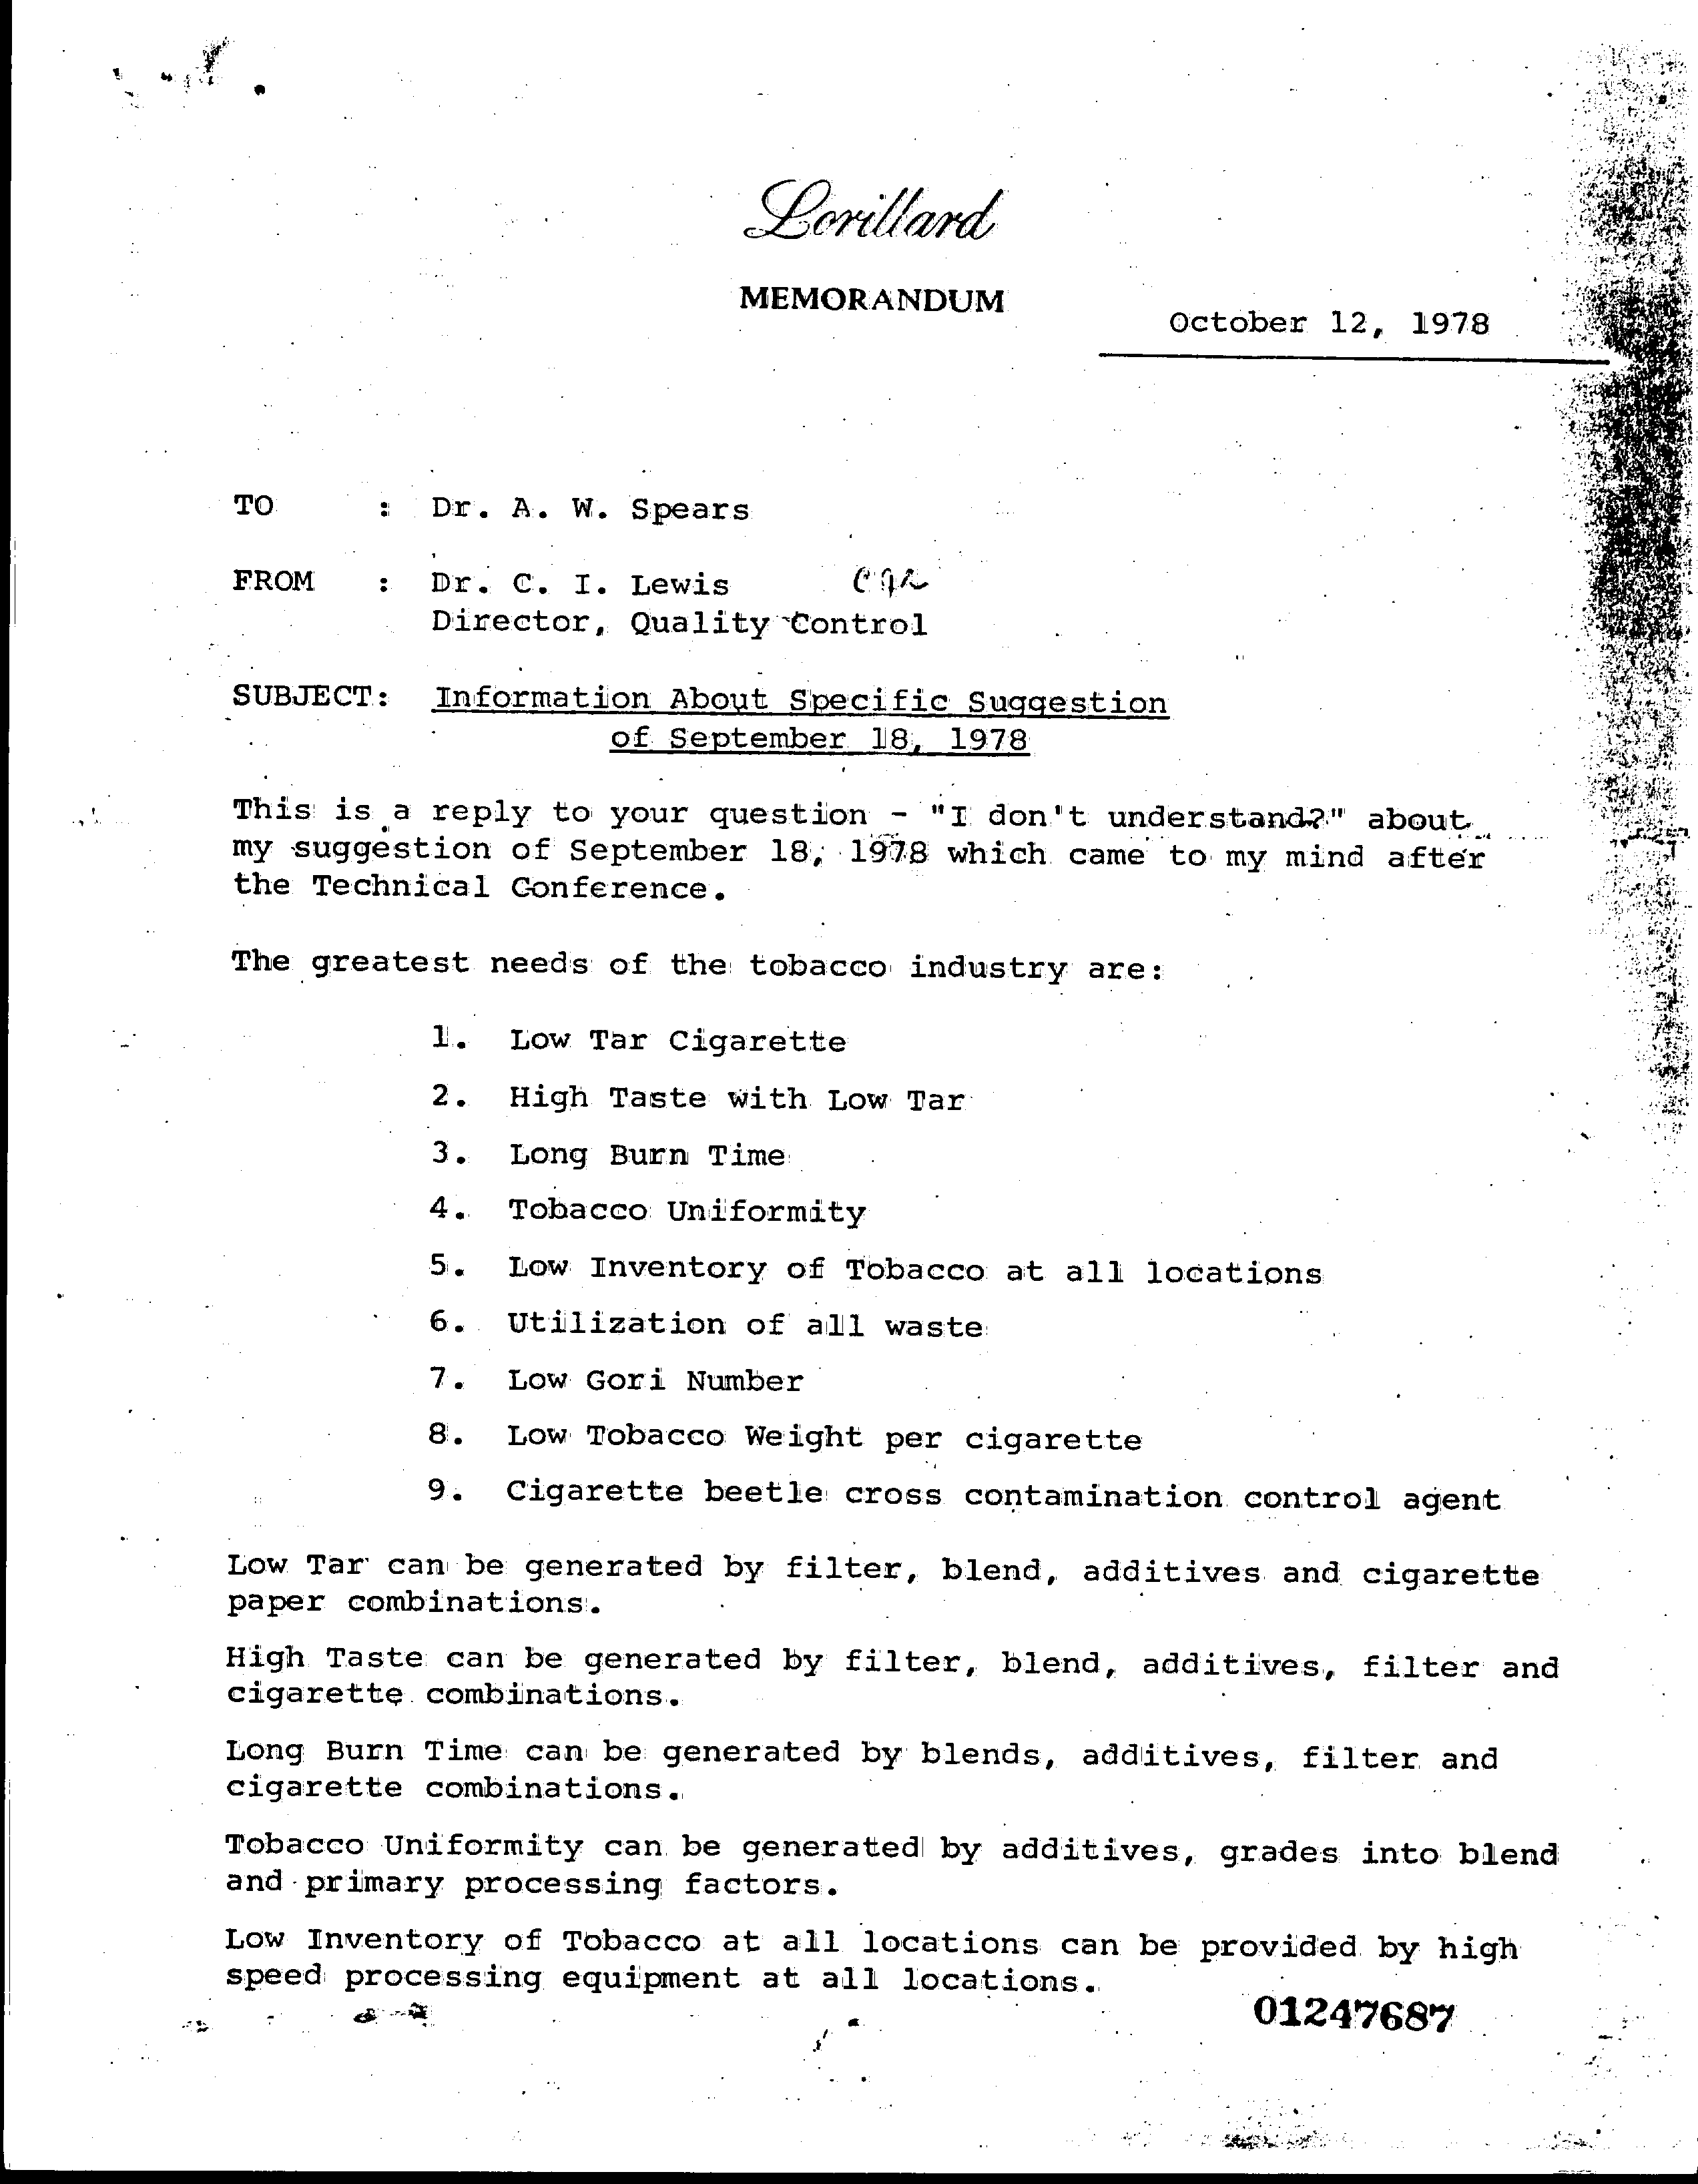 Lorillard
MEMORANDUM
October 12, 1978
TO : Dr. A. W. Spears
FROM : Dr. C. I. Lewis
Director, Quality Control
SUBJECT: Information About Specific Suggestion
of September 18, 1978
This is a reply to your question - "I don't understand?" about
my suggestion of September 18, 1978 which came to my mind after
the Technical Conference.
The greatest needs of the tobacco industry are:
1. Low Tar Cigarette
2. High Taste with Low Tar
3. Long Burn Time
4. Tobacco Uniformity
5. Low Inventory of Tobacco at all locations
6. Utilization of all waste
7. Low Gori Number
8. Low Tobacco Weight per cigarette
9. Cigarette beetle cross contamination control agent
Low Tar can be generated by filter, blend, additives and cigarette
paper combinations.
High Taste can be generated by filter, blend, additives, filter and
cigarette combinations.
Long Burn Time can be generated by blends, additives, filter and
cigarette combinations.
Tobacco Uniformity can be generated by additives, grades into blend
and primary processing factors.
Low Inventory of Tobacco at all locations can be provided by high
speed processing equipment at all locations.
01247687